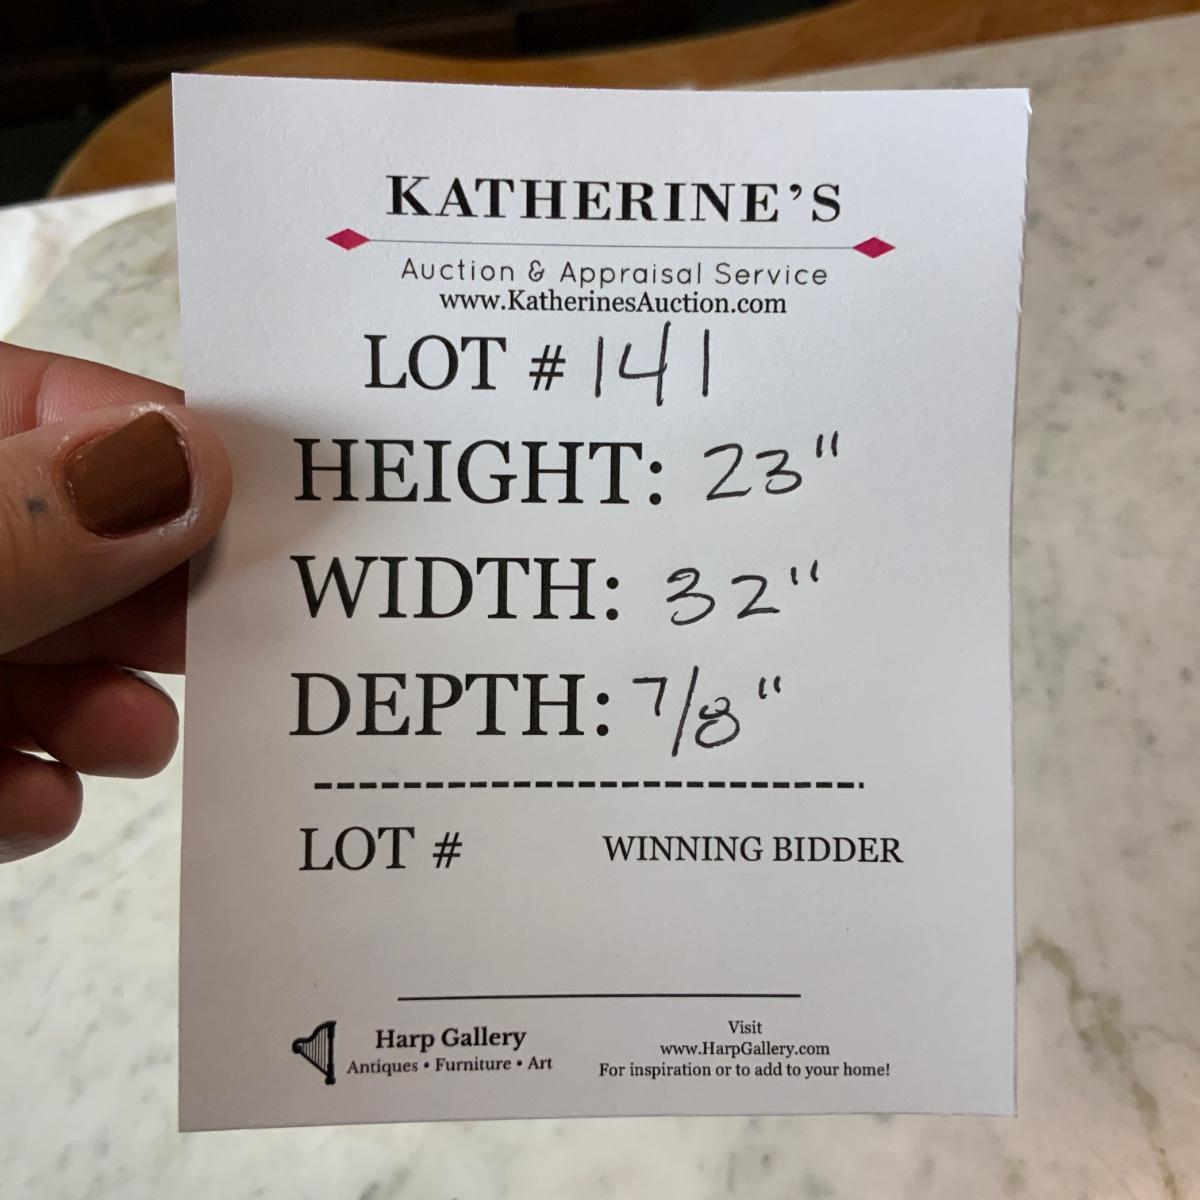 KATHERINE'S
Auction & Appraisal Service
www.KatherinesAuction.com
LOT # 141
HEIGHT: 23"
WIDTH: 32"
DEPTH: 7/8"
LOT # WINNING BIDDER
Harp Gallery
Antiques • Furniture • Art
Visit
www.HarpGallery.com
For inspiration or to add to your home!